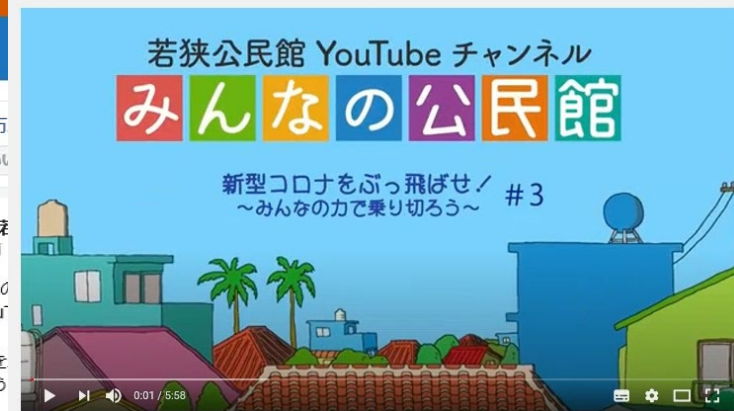 若狭公民館 YouTube チャンネル
みんなの公民館
新型コロナをぶっ飛ばせ!
~みんなの力で乗り切ろう~
#3
0:01 / 5:58